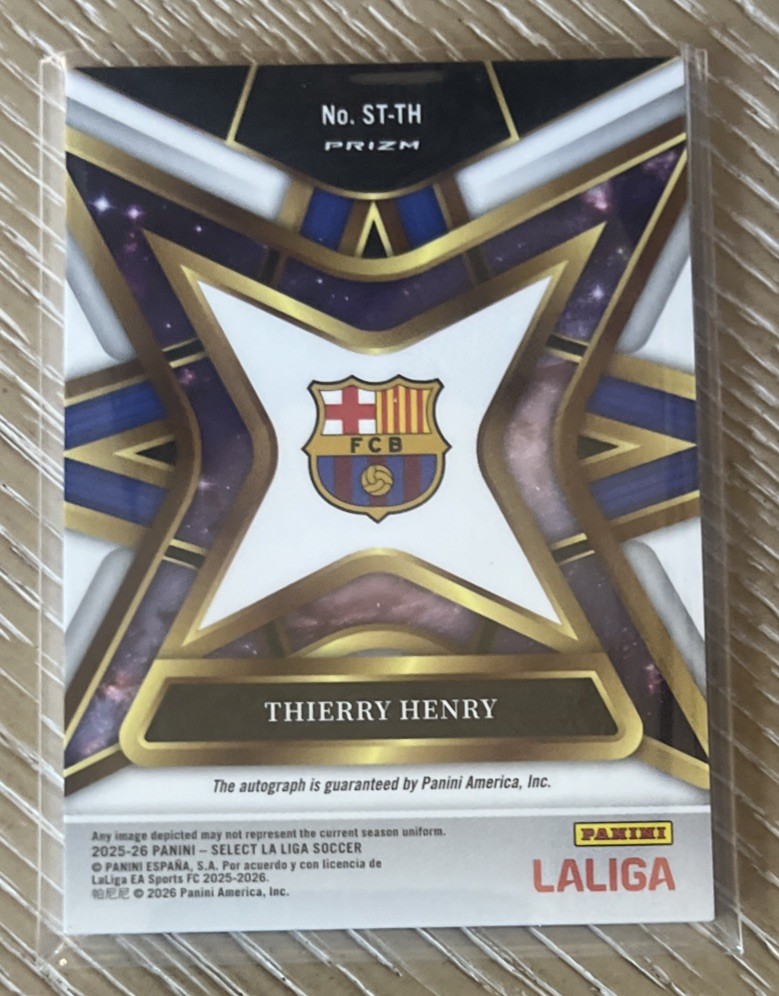 No. ST-TH
PRIZM
FCB
THIERRY HENRY
The autograph is guaranteed by Panini America, Inc.
Any image depicted may not represent the current season uniform.
2025-26 PANINI – SELECT LA LIGA SOCCER
© PANINI ESPAÑA, S.A. Por acuerdo y con licencia de
LaLiga EA Sports FC 2025-2026.
帕尼尼 © 2026 Panini America, Inc.
PANINI
LALIGA